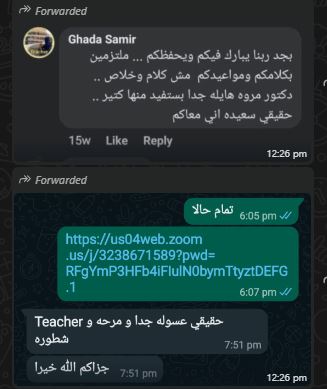 Forwarded
Ghada Samir
بجد ربنا يبارك فيكم ويحفظكم ... ملتزمين
بكلامكم ومواعيدكم مش كلام وخلاص ..
دكتور مروه هايله جدا بستفيد منها كتير ..
حقيقي سعيده اني معاكم
15w Like Reply
12:26 pm
Forwarded
تمام حالا
6:05 pm
https://us04web.zoom
.us/j/3238671589?pwd=
RFgYmP3HFb4iFIulN0bymTtyztDEFG
.1
6:07 pm
حقيقي عسوله جدا و مرحه و Teacher
شطوره
7:51 pm
جزاكم الله خيرا
7:51 pm
12:26 pm